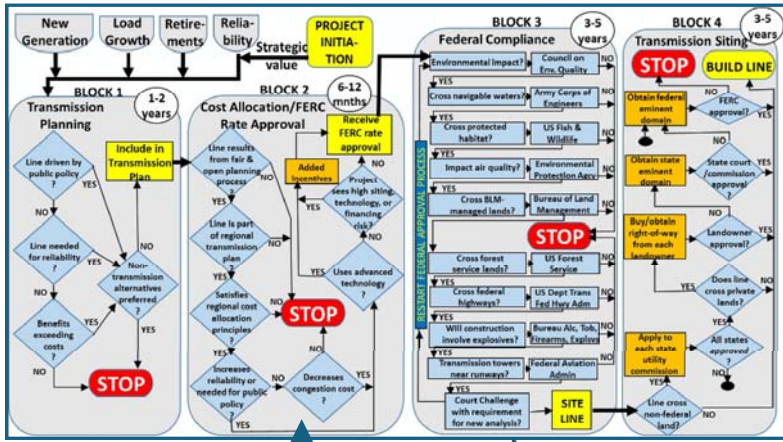 New
Generation
Load
Growth
Retire-
ments
Relia-
bility
Strategic
value
PROJECT
INITIA-
TION
BLOCK 1
Transmission
Planning
1-2
years
Line driven by
public policy ?
YES
NO
Include in
Transmission
Plan
Line needed
for reliability ?
YES
NO
NO
Non-
transmission
alternatives
preferred ?
Benefits
exceeding
costs ?
YES
NO
YES
STOP
BLOCK 2
Cost Allocation/FERC
Rate Approval
6-12
mnths
Line results
from fair &
open planning
process
?
NO
YES
Added
Incentives
Receive
FERC rate
approval
NO
Project
sees high siting,
technology, or
financing
risk?
YES
Line is part
of regional
transmission
plan ?
NO
YES
NO
Uses advanced
technology ?
YES
Satisfies
regional cost
allocation
principles
?
NO
STOP
YES
Increases
reliability or
needed for public
policy ?
NO
YES
NO
Decreases
congestion cost
?
YES
BLOCK 3
Federal Compliance
3-5
years
RESTART FEDERAL APPROVAL PROCESS
Environmental Impact?
Council on
Env. Quality
NO
YES
Cross navigable waters?
Army Corps of
Engineers
NO
YES
Cross protected
habitat?
US Fish &
Wildlife
NO
YES
Impact air quality?
Environmental
Protection Agcy
NO
YES
Cross BLM-
managed lands?
Bureau of Land
Management
NO
YES
STOP
Cross forest
service lands?
US Forest
Service
NO
YES
Cross federal
highways?
US Dept Trans
Fed Hwy Adm
NO
YES
Will construction
involve explosives?
Bureau Alc, Tob,
Firearms, Explsvs
NO
YES
Transmission towers
near runways?
Federal Aviation
Admin
NO
YES
Court Challenge
with requirement
for new analysis?
SITE
LINE
BLOCK 4
Transmission Siting
3-5
years
STOP
BUILD LINE
NO
YES
Obtain federal
eminent
domain
FERC
approval?
NO
YES
Obtain state
eminent
domain
State court
/commission
approval ?
NO
YES
Buy/obtain
right-of-way
from each
landowner
Landowner
approval?
YES
Does line
cross private
lands?
NO
YES
Apply to
each state
utility
commission
All states
approved
?
NO
YES
Line cross
non-federal
land?
NO